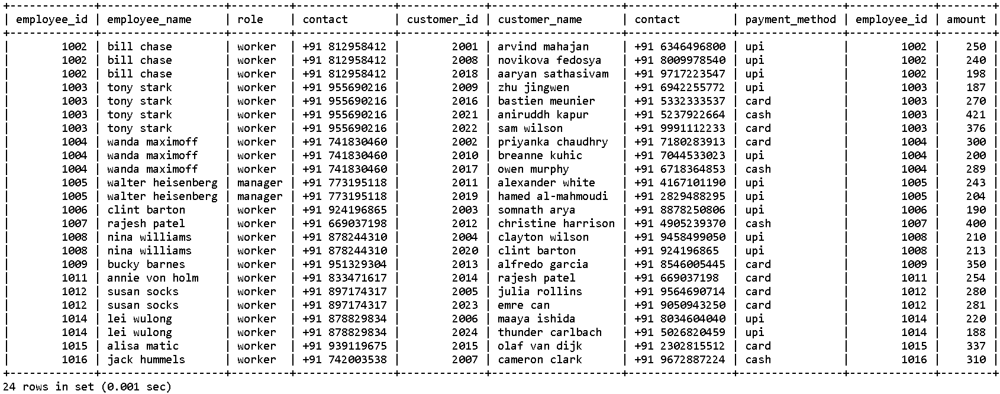 +-------------+--------------------+---------+---------------+-------------+--------------------+----------------+----------------+-------------+--------+
| employee_id | employee_name      | role    | contact       | customer_id | customer_name      | contact        | payment_method | employee_id | amount |
+-------------+--------------------+---------+---------------+-------------+--------------------+----------------+----------------+-------------+--------+
|        1002 | bill chase         | worker  | +91 812958412 |        2001 | arvind mahajan     | +91 6346496800 | upi            |        1002 |    250 |
|        1002 | bill chase         | worker  | +91 812958412 |        2008 | novikova fedosya   | +91 8009978540 | upi            |        1002 |    240 |
|        1002 | bill chase         | worker  | +91 812958412 |        2018 | aaryan sathasivam  | +91 9717223547 | upi            |        1002 |    198 |
|        1003 | tony stark         | worker  | +91 955690216 |        2009 | zhu jingwen        | +91 6942255772 | upi            |        1003 |    187 |
|        1003 | tony stark         | worker  | +91 955690216 |        2016 | bastien meunier    | +91 5332333537 | card           |        1003 |    270 |
|        1003 | tony stark         | worker  | +91 955690216 |        2021 | aniruddh kapur     | +91 5237922664 | cash           |        1003 |    421 |
|        1003 | tony stark         | worker  | +91 955690216 |        2022 | sam wilson         | +91 9991112233 | card           |        1003 |    376 |
|        1004 | wanda maximoff     | worker  | +91 741830460 |        2002 | priyanka chaudhry  | +91 7180283913 | card           |        1004 |    300 |
|        1004 | wanda maximoff     | worker  | +91 741830460 |        2010 | breanne kuhic      | +91 7044533023 | upi            |        1004 |    200 |
|        1004 | wanda maximoff     | worker  | +91 741830460 |        2017 | owen murphy        | +91 6718364853 | cash           |        1004 |    289 |
|        1005 | walter heisenberg  | manager | +91 773195118 |        2011 | alexander white    | +91 4167101190 | upi            |        1005 |    243 |
|        1005 | walter heisenberg  | manager | +91 773195118 |        2019 | hamed al-mahmoudi  | +91 2829488295 | upi            |        1005 |    204 |
|        1006 | clint barton       | worker  | +91 924196865 |        2003 | somnath arya       | +91 8878250806 | upi            |        1006 |    190 |
|        1007 | rajesh patel       | worker  | +91 669037198 |        2012 | christine harrison | +91 4905239370 | cash           |        1007 |    400 |
|        1008 | nina williams      | worker  | +91 878244310 |        2004 | clayton wilson     | +91 9458499050 | upi            |        1008 |    210 |
|        1008 | nina williams      | worker  | +91 878244310 |        2020 | clint barton       | +91 924196865  | upi            |        1008 |    213 |
|        1009 | bucky barnes       | worker  | +91 951329304 |        2013 | alfredo garcia     | +91 8546005445 | card           |        1009 |    350 |
|        1011 | annie von holm     | worker  | +91 833471617 |        2014 | rajesh patel       | +91 669037198  | card           |        1011 |    254 |
|        1012 | susan socks        | worker  | +91 897174317 |        2005 | julia rollins      | +91 9564690714 | card           |        1012 |    280 |
|        1012 | susan socks        | worker  | +91 897174317 |        2023 | emre can           | +91 9050943250 | card           |        1012 |    281 |
|        1014 | lei wulong         | worker  | +91 878829834 |        2006 | maaya ishida       | +91 8034604040 | upi            |        1014 |    220 |
|        1014 | lei wulong         | worker  | +91 878829834 |        2024 | thunder carlbach   | +91 5026820459 | upi            |        1014 |    188 |
|        1015 | alisa matic        | worker  | +91 939119675 |        2015 | olaf van dijk      | +91 2302815512 | card           |        1015 |    337 |
|        1016 | jack hummels       | worker  | +91 742003538 |        2007 | cameron clark      | +91 9672887224 | cash           |        1016 |    310 |
+-------------+--------------------+---------+---------------+-------------+--------------------+----------------+----------------+-------------+--------+
24 rows in set (0.001 sec)